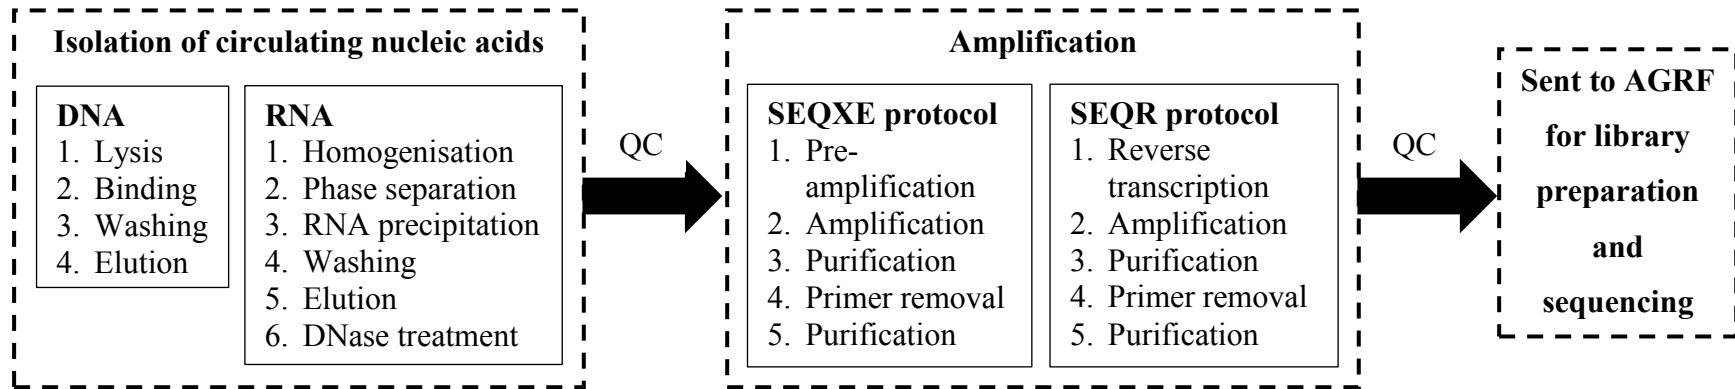 Isolation of circulating nucleic acids
DNA
1. Lysis
2. Binding
3. Washing
4. Elution
RNA
1. Homogenisation
2. Phase separation
3. RNA precipitation
4. Washing
5. Elution
6. DNase treatment
QC
Amplification
SEQXE protocol
1. Pre-
amplification
2. Amplification
3. Purification
4. Primer removal
5. Purification
SEQR protocol
1. Reverse
transcription
2. Amplification
3. Purification
4. Primer removal
5. Purification
QC
Sent to AGRF
for library
preparation
and
sequencing